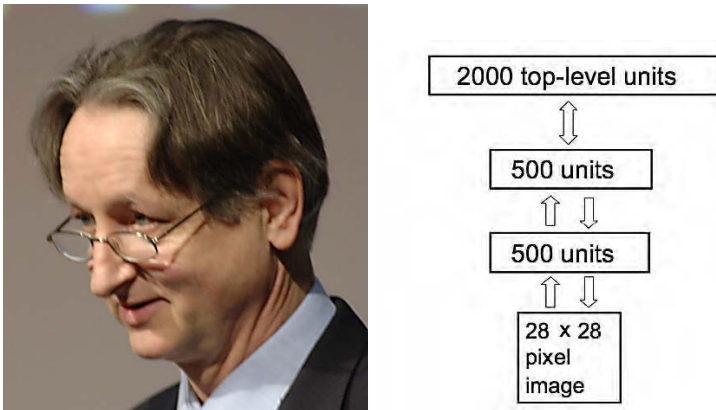 2000 top-level units
500 units
500 units
28 x 28
pixel
image